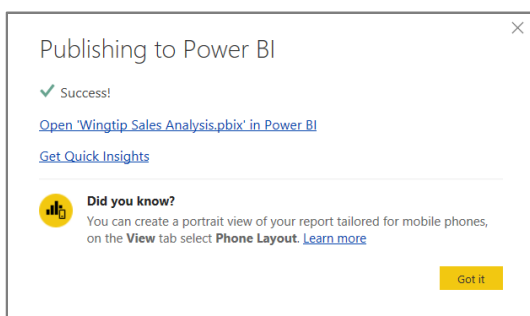 Publishing to Power BI
Success!
Open 'Wingtip Sales Analysis.pbix' in Power BI
Get Quick Insights
Did you know?
You can create a portrait view of your report tailored for mobile phones,
on the View tab select Phone Layout. Learn more
Got it